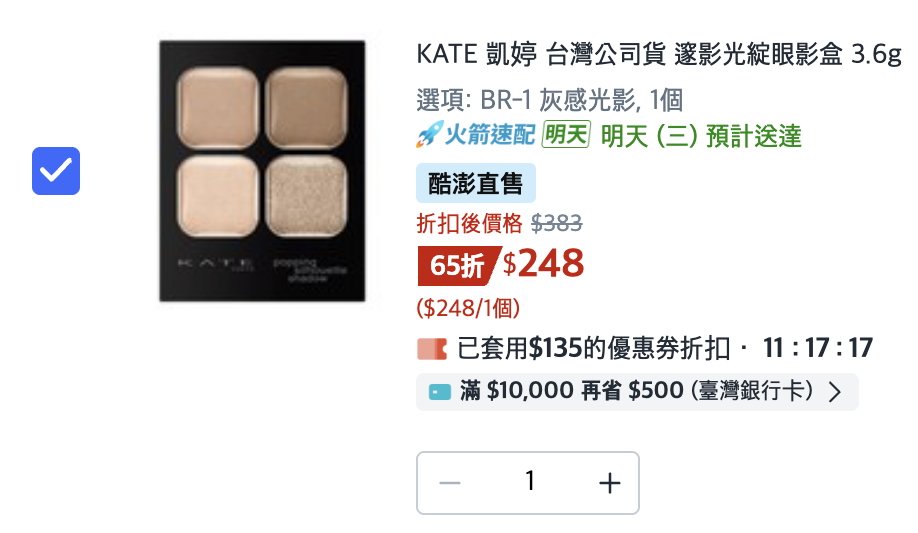 KATE 凱婷 台灣公司貨 邃影光綻眼影盒 3.6g
選項: BR-1 灰感光影, 1個
火箭速配 明天 明天 (三) 預計送達
酷澎直售
折扣後價格 $383
65折 $248
($248/1個)
已套用$135的優惠券折扣 · 11 : 17 : 17
滿 $10,000 再省 $500 (臺灣銀行卡)
1
KATE
popping
silhouette
shadow